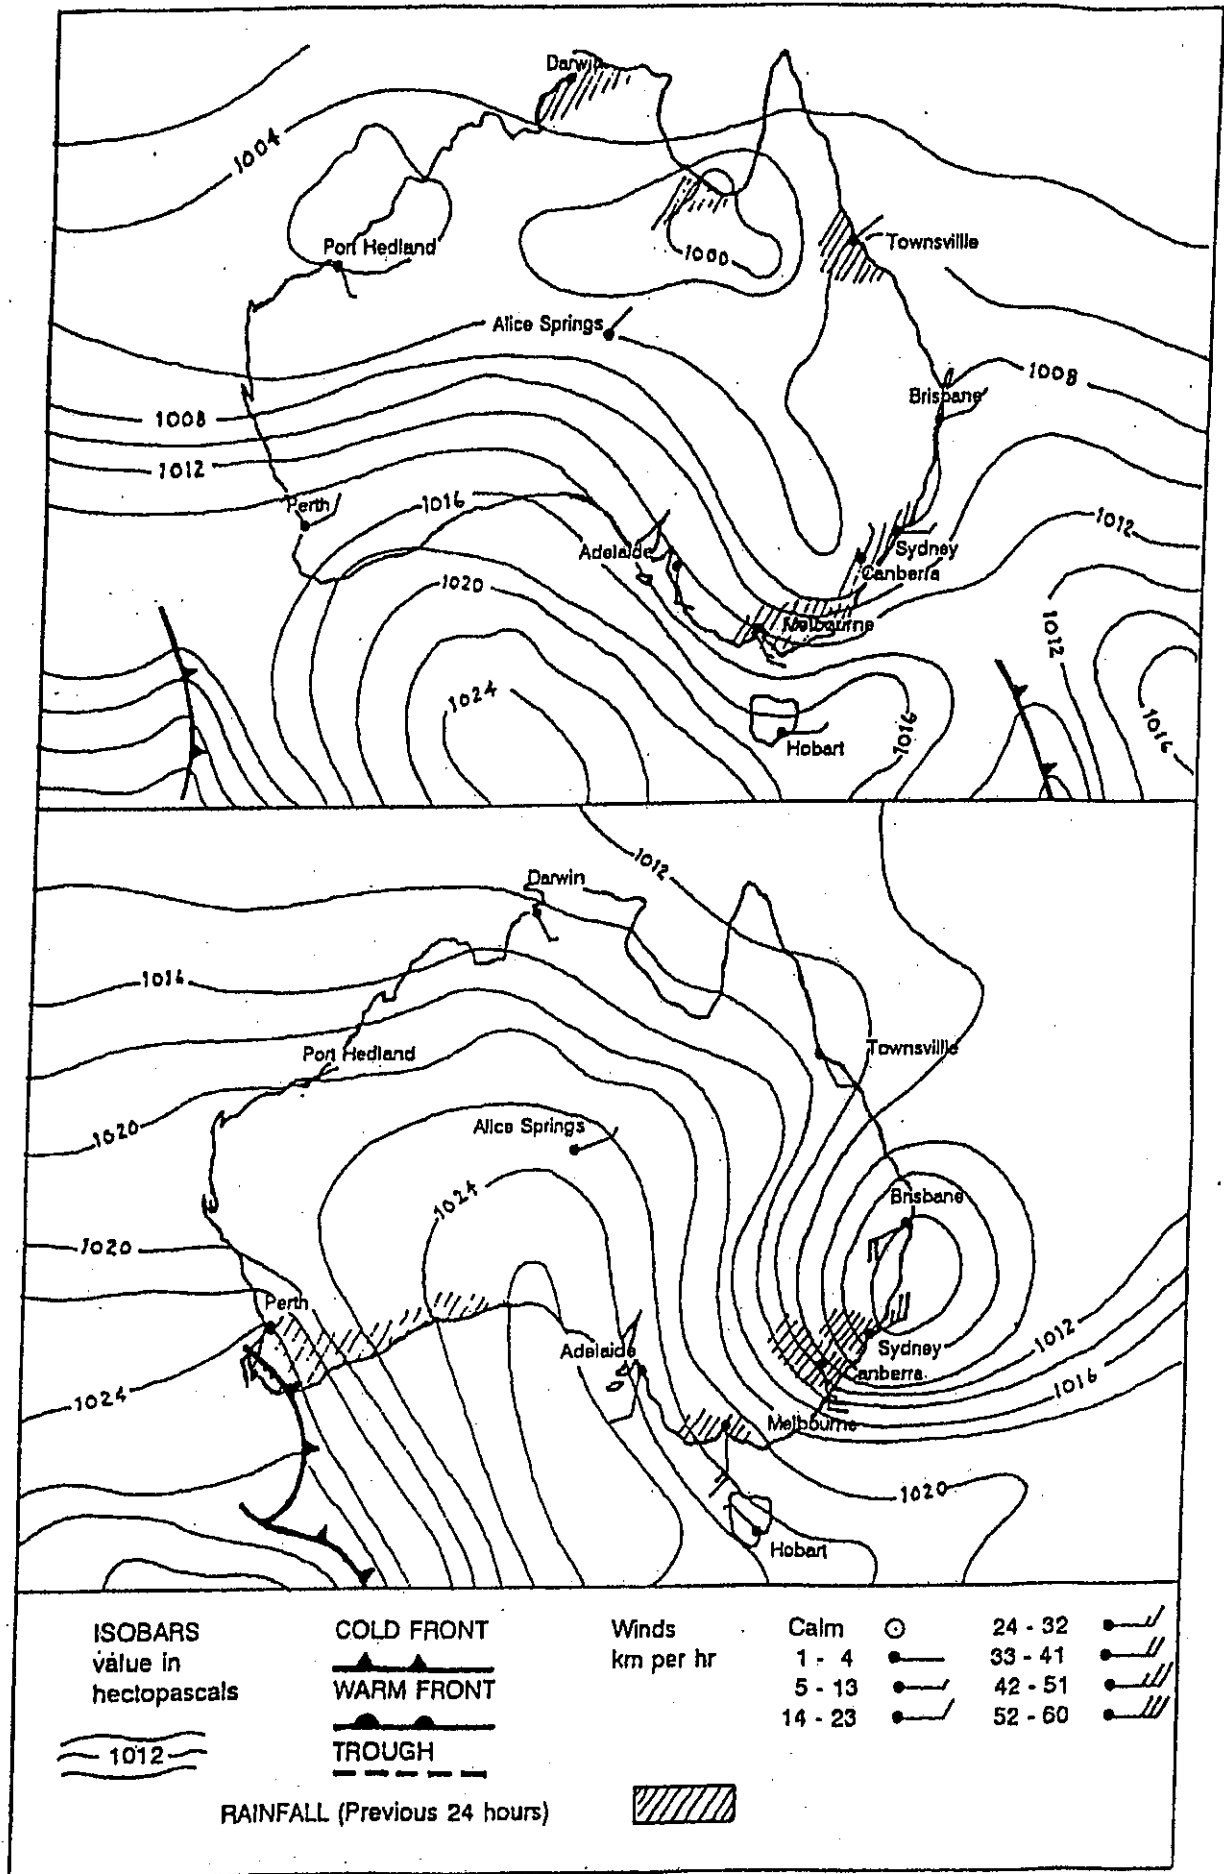 Darwin
1004
Port Hedland
1000
Townsville
Alice Springs
1008
Brisbane
1008
1012
Perth
1016
1012
Adelaide
Sydney
Canberra
1020
Melbourne
1012
1024
1016
1016
Hobart
1012
Darwin
1016
Port Hedland
Townsville
1020
Alice Springs
1024
Brisbane
1020
Perth
Adelaide
Sydney
1012
Canberra
1016
1024
Melbourne
1020
Hobart
ISOBARS
value in
hectopascals
1012
COLD FRONT
WARM FRONT
TROUGH
Winds
km per hr
Calm
1 - 4
5 - 13
14 - 23
24 - 32
33 - 41
42 - 51
52 - 60
RAINFALL (Previous 24 hours)